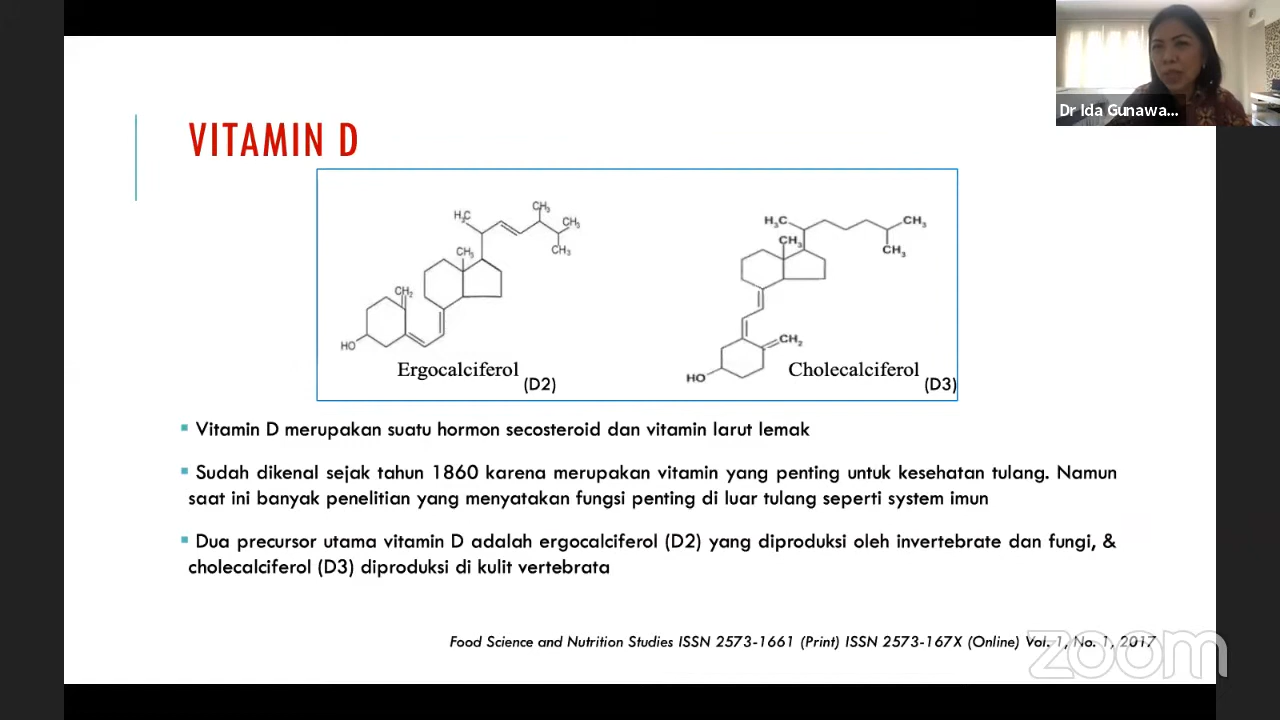 Dr Ida Gunawa...
VITAMIN D
H₃C
CH₃
CH₃
CH₃
CH₃
CH₂
HO
Ergocalciferol
(D2)
H₃C
CH₃
CH₃
CH₃
CH₂
HO
Cholecalciferol
(D3)
▪ Vitamin D merupakan suatu hormon secosteroid dan vitamin larut lemak
▪ Sudah dikenal sejak tahun 1860 karena merupakan vitamin yang penting untuk kesehatan tulang. Namun
saat ini banyak penelitian yang menyatakan fungsi penting di luar tulang seperti system imun
▪ Dua precursor utama vitamin D adalah ergocalciferol (D2) yang diproduksi oleh invertebrate dan fungi, &
cholecalciferol (D3) diproduksi di kulit vertebrata
Food Science and Nutrition Studies ISSN 2573-1661 (Print) ISSN 2573-167X (Online) Vol. 1, No. 1, 2017
zoom